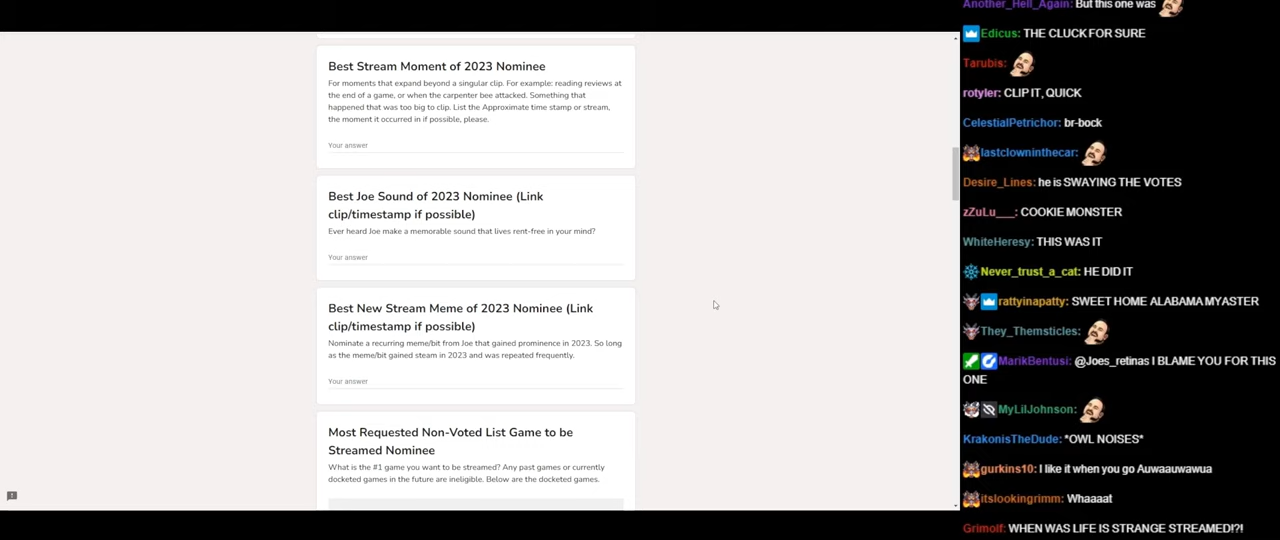 Best Stream Moment of 2023 Nominee
For moments that expand beyond a singular clip. For example: reading reviews at
the end of a game, or when the carpenter bee attacked. Something that
happened that was too big to clip. List the Approximate time stamp or stream,
the moment it occurred in if possible, please.
Your answer
Best Joe Sound of 2023 Nominee (Link
clip/timestamp if possible)
Ever heard Joe make a memorable sound that lives rent-free in your mind?
Your answer
Best New Stream Meme of 2023 Nominee (Link
clip/timestamp if possible)
Nominate a recurring meme/bit from Joe that gained prominence in 2023. So long
as the meme/bit gained steam in 2023 and was repeated frequently.
Your answer
Most Requested Non-Voted List Game to be
Streamed Nominee
What is the #1 game you want to be streamed? Any past games or currently
docketed games in the future are ineligible. Below are the docketed games.
Another_Hell_Again: But this one was
Edicus: THE CLUCK FOR SURE
Tarubis:
rotyler: CLIP IT, QUICK
CelestialPetrichor: br-bock
lastclowninthecar:
Desire_Lines: he is SWAYING THE VOTES
zZuLu___: COOKIE MONSTER
WhiteHeresy: THIS WAS IT
Never_trust_a_cat: HE DID IT
rattyinapatty: SWEET HOME ALABAMA MYASTER
They_Themsticles:
MarikBentusi: @Joes_retinas I BLAME YOU FOR THIS
ONE
MyLilJohnson:
KrakonisTheDude: *OWL NOISES*
gurkins10: I like it when you go Auwaauwawua
itslookingrimm: Whaaaat
Grimolf: WHEN WAS LIFE IS STRANGE STREAMED!?!